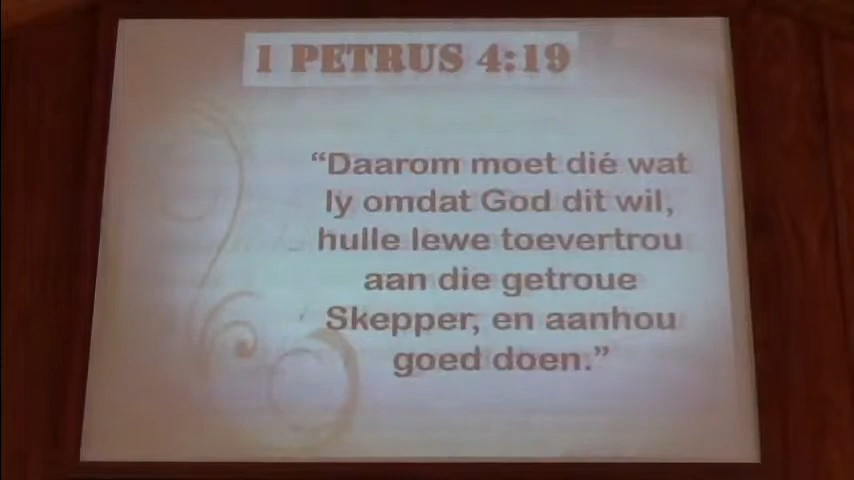 1 PETRUS 4:19
“Daarom moet dié wat
ly omdat God dit wil,
hulle lewe toevertrou
aan die getroue
Skepper, en aanhou
goed doen.”